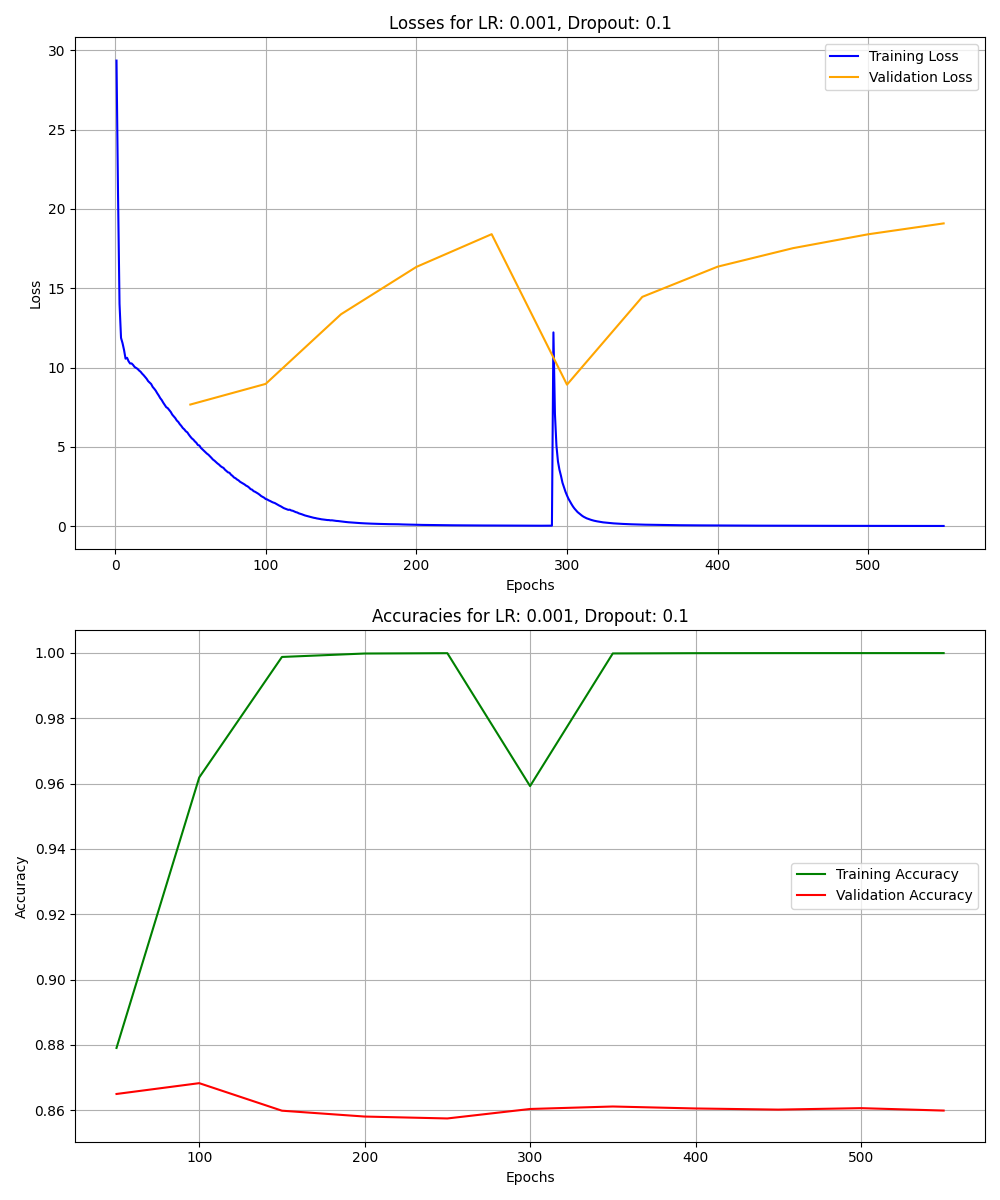 Losses for LR: 0.001, Dropout: 0.1
30
25
20
15
10
5
0
Loss
Training Loss
Validation Loss
0 100 200 300 400 500
Epochs
Accuracies for LR: 0.001, Dropout: 0.1
1.00
0.98
0.96
0.94
0.92
0.90
0.88
0.86
Accuracy
Training Accuracy
Validation Accuracy
100 200 300 400 500
Epochs